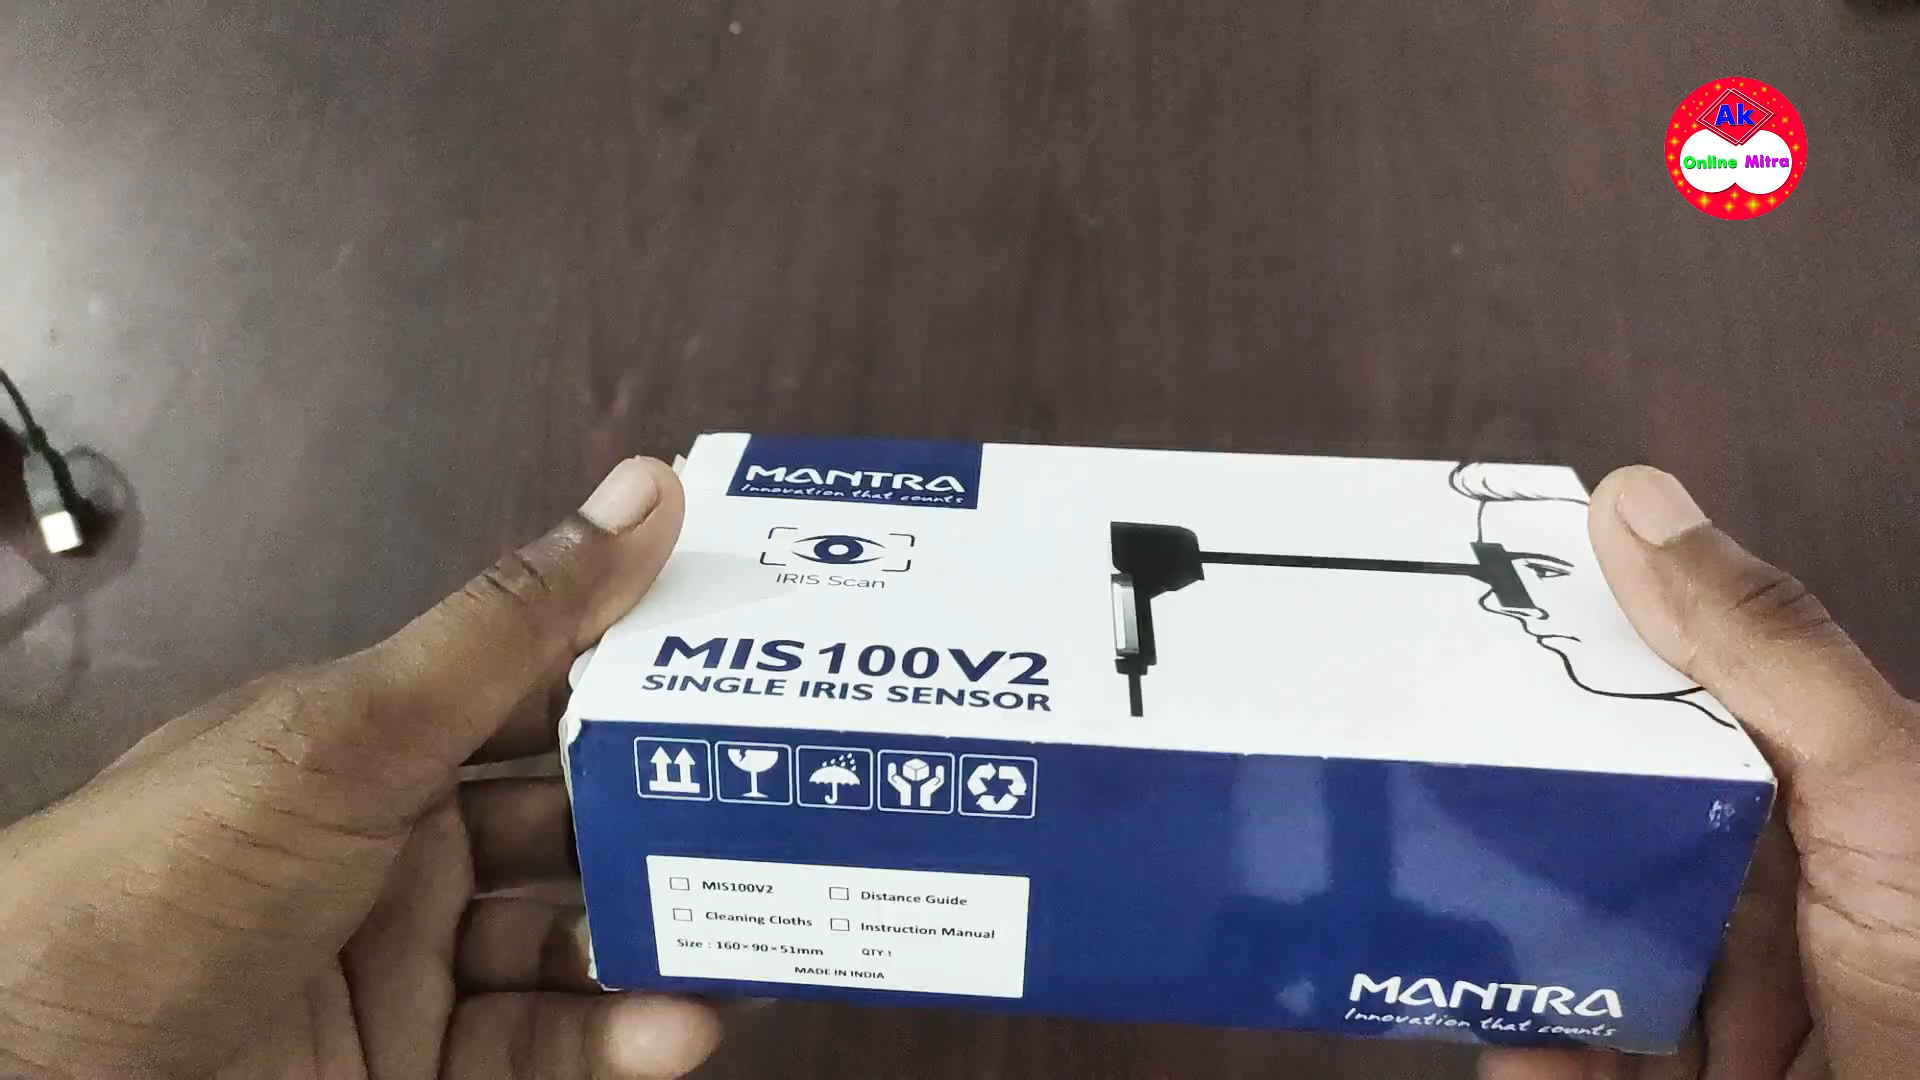 Ak
Online Mitra
MANTRA
Innovation that counts
IRIS Scan
MIS100V2
SINGLE IRIS SENSOR
MIS100V2
Distance Guide
Cleaning Cloths
Instruction Manual
Size : 160×90×51mm
QTY 1
MADE IN INDIA
MANTRA
Innovation that counts